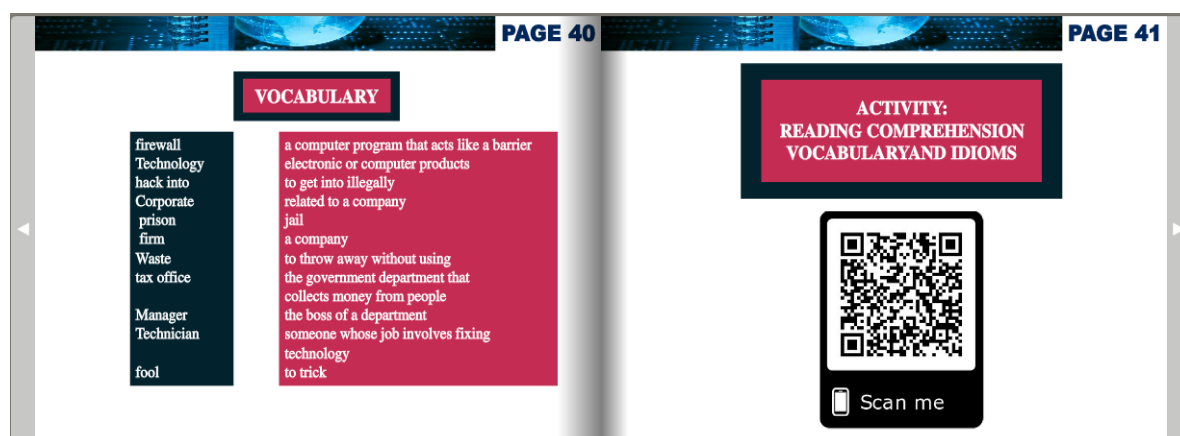 PAGE 40
VOCABULARY
firewall a computer program that acts like a barrier
Technology electronic or computer products
hack into to get into illegally
Corporate related to a company
prison jail
firm a company
Waste to throw away without using
tax office the government department that
collects money from people
Manager the boss of a department
Technician someone whose job involves fixing
technology
fool to trick
PAGE 41
ACTIVITY:
READING COMPREHENSION
VOCABULARYAND IDIOMS
Scan me